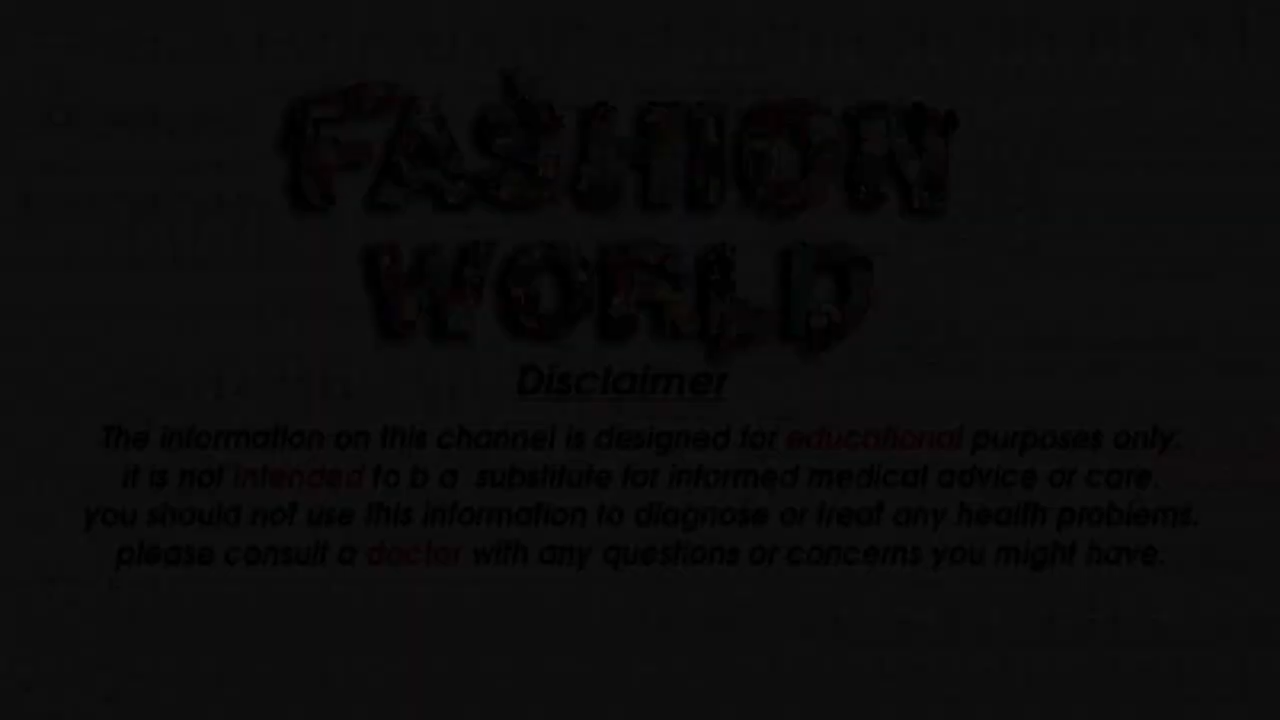 FASHION
WORLD
Disclaimer
The information on this channel is designed for educational purposes only.
it is not intended to b a substitute for informed medical advice or care.
you should not use this information to diagnose or treat any health problems.
please consult a doctor with any questions or concerns you might have.